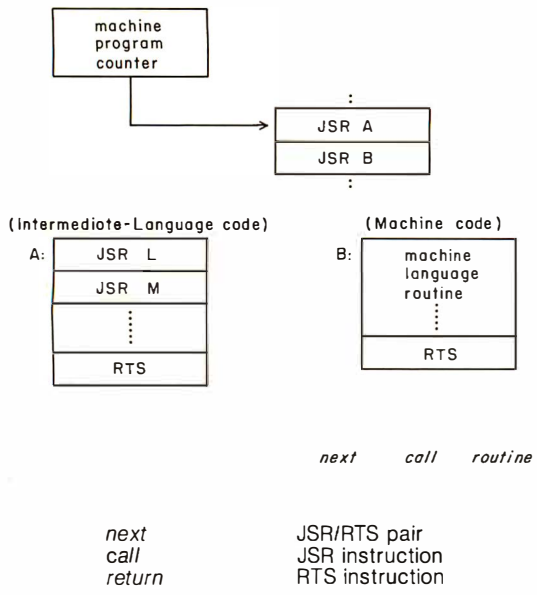 machine
program
counter
:
JSR A
JSR B
:
(Intermediate-Language code)
A:
JSR L
JSR M
⋮
RTS
(Machine code)
B:
machine
language
routine
⋮
RTS
next call routine
next JSR/RTS pair
call JSR instruction
return RTS instruction